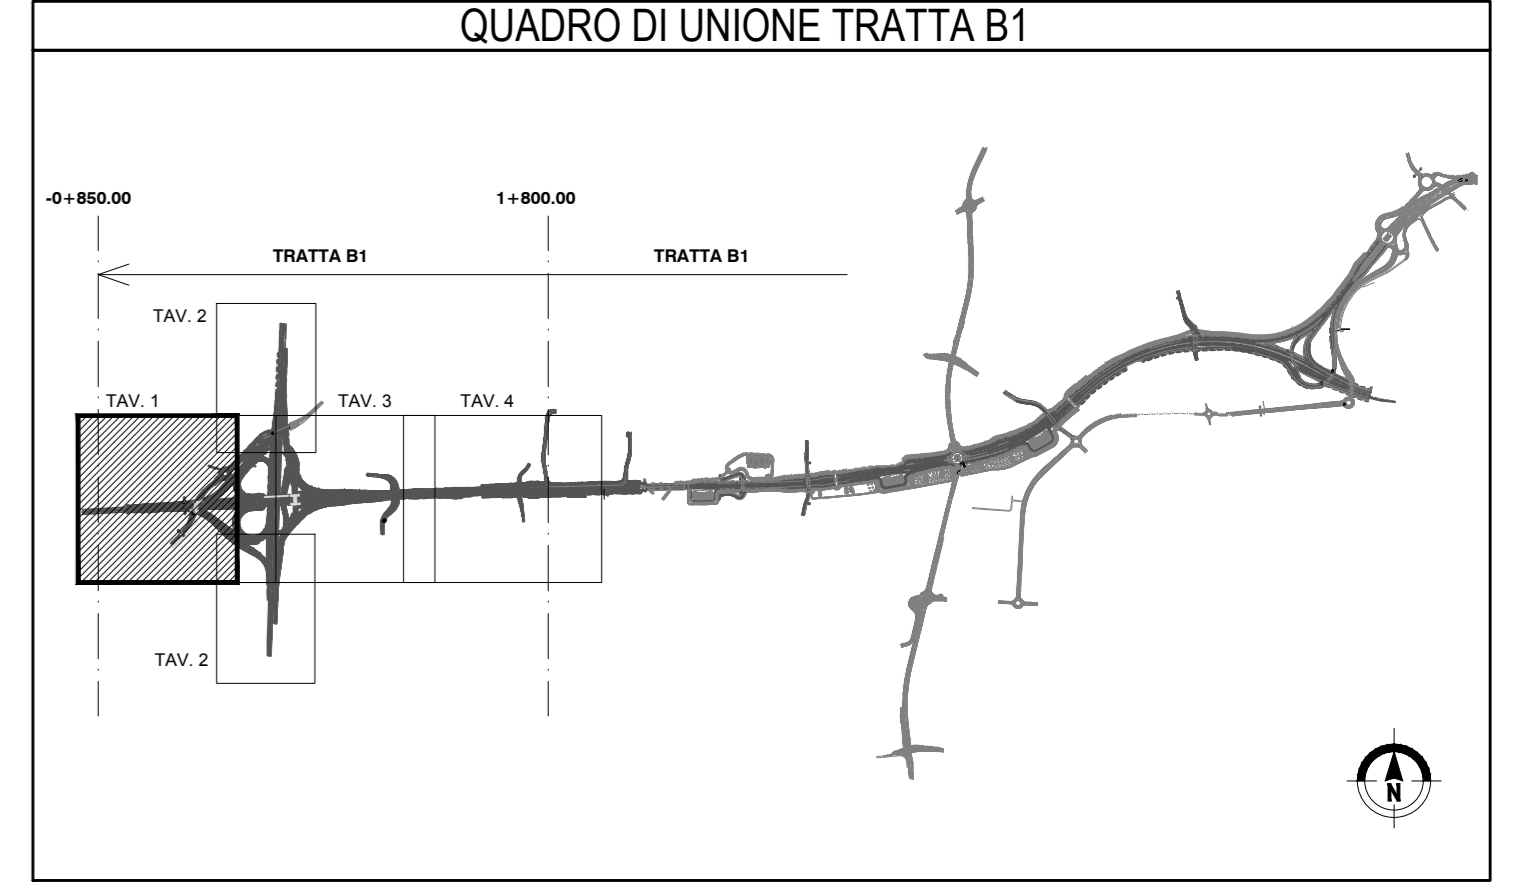 QUADRO DI UNIONE TRATTA B1
-0+850.00
1+800.00
TRATTA B1
TRATTA B1
TAV. 2
TAV. 1
TAV. 3
TAV. 4
TAV. 2
N